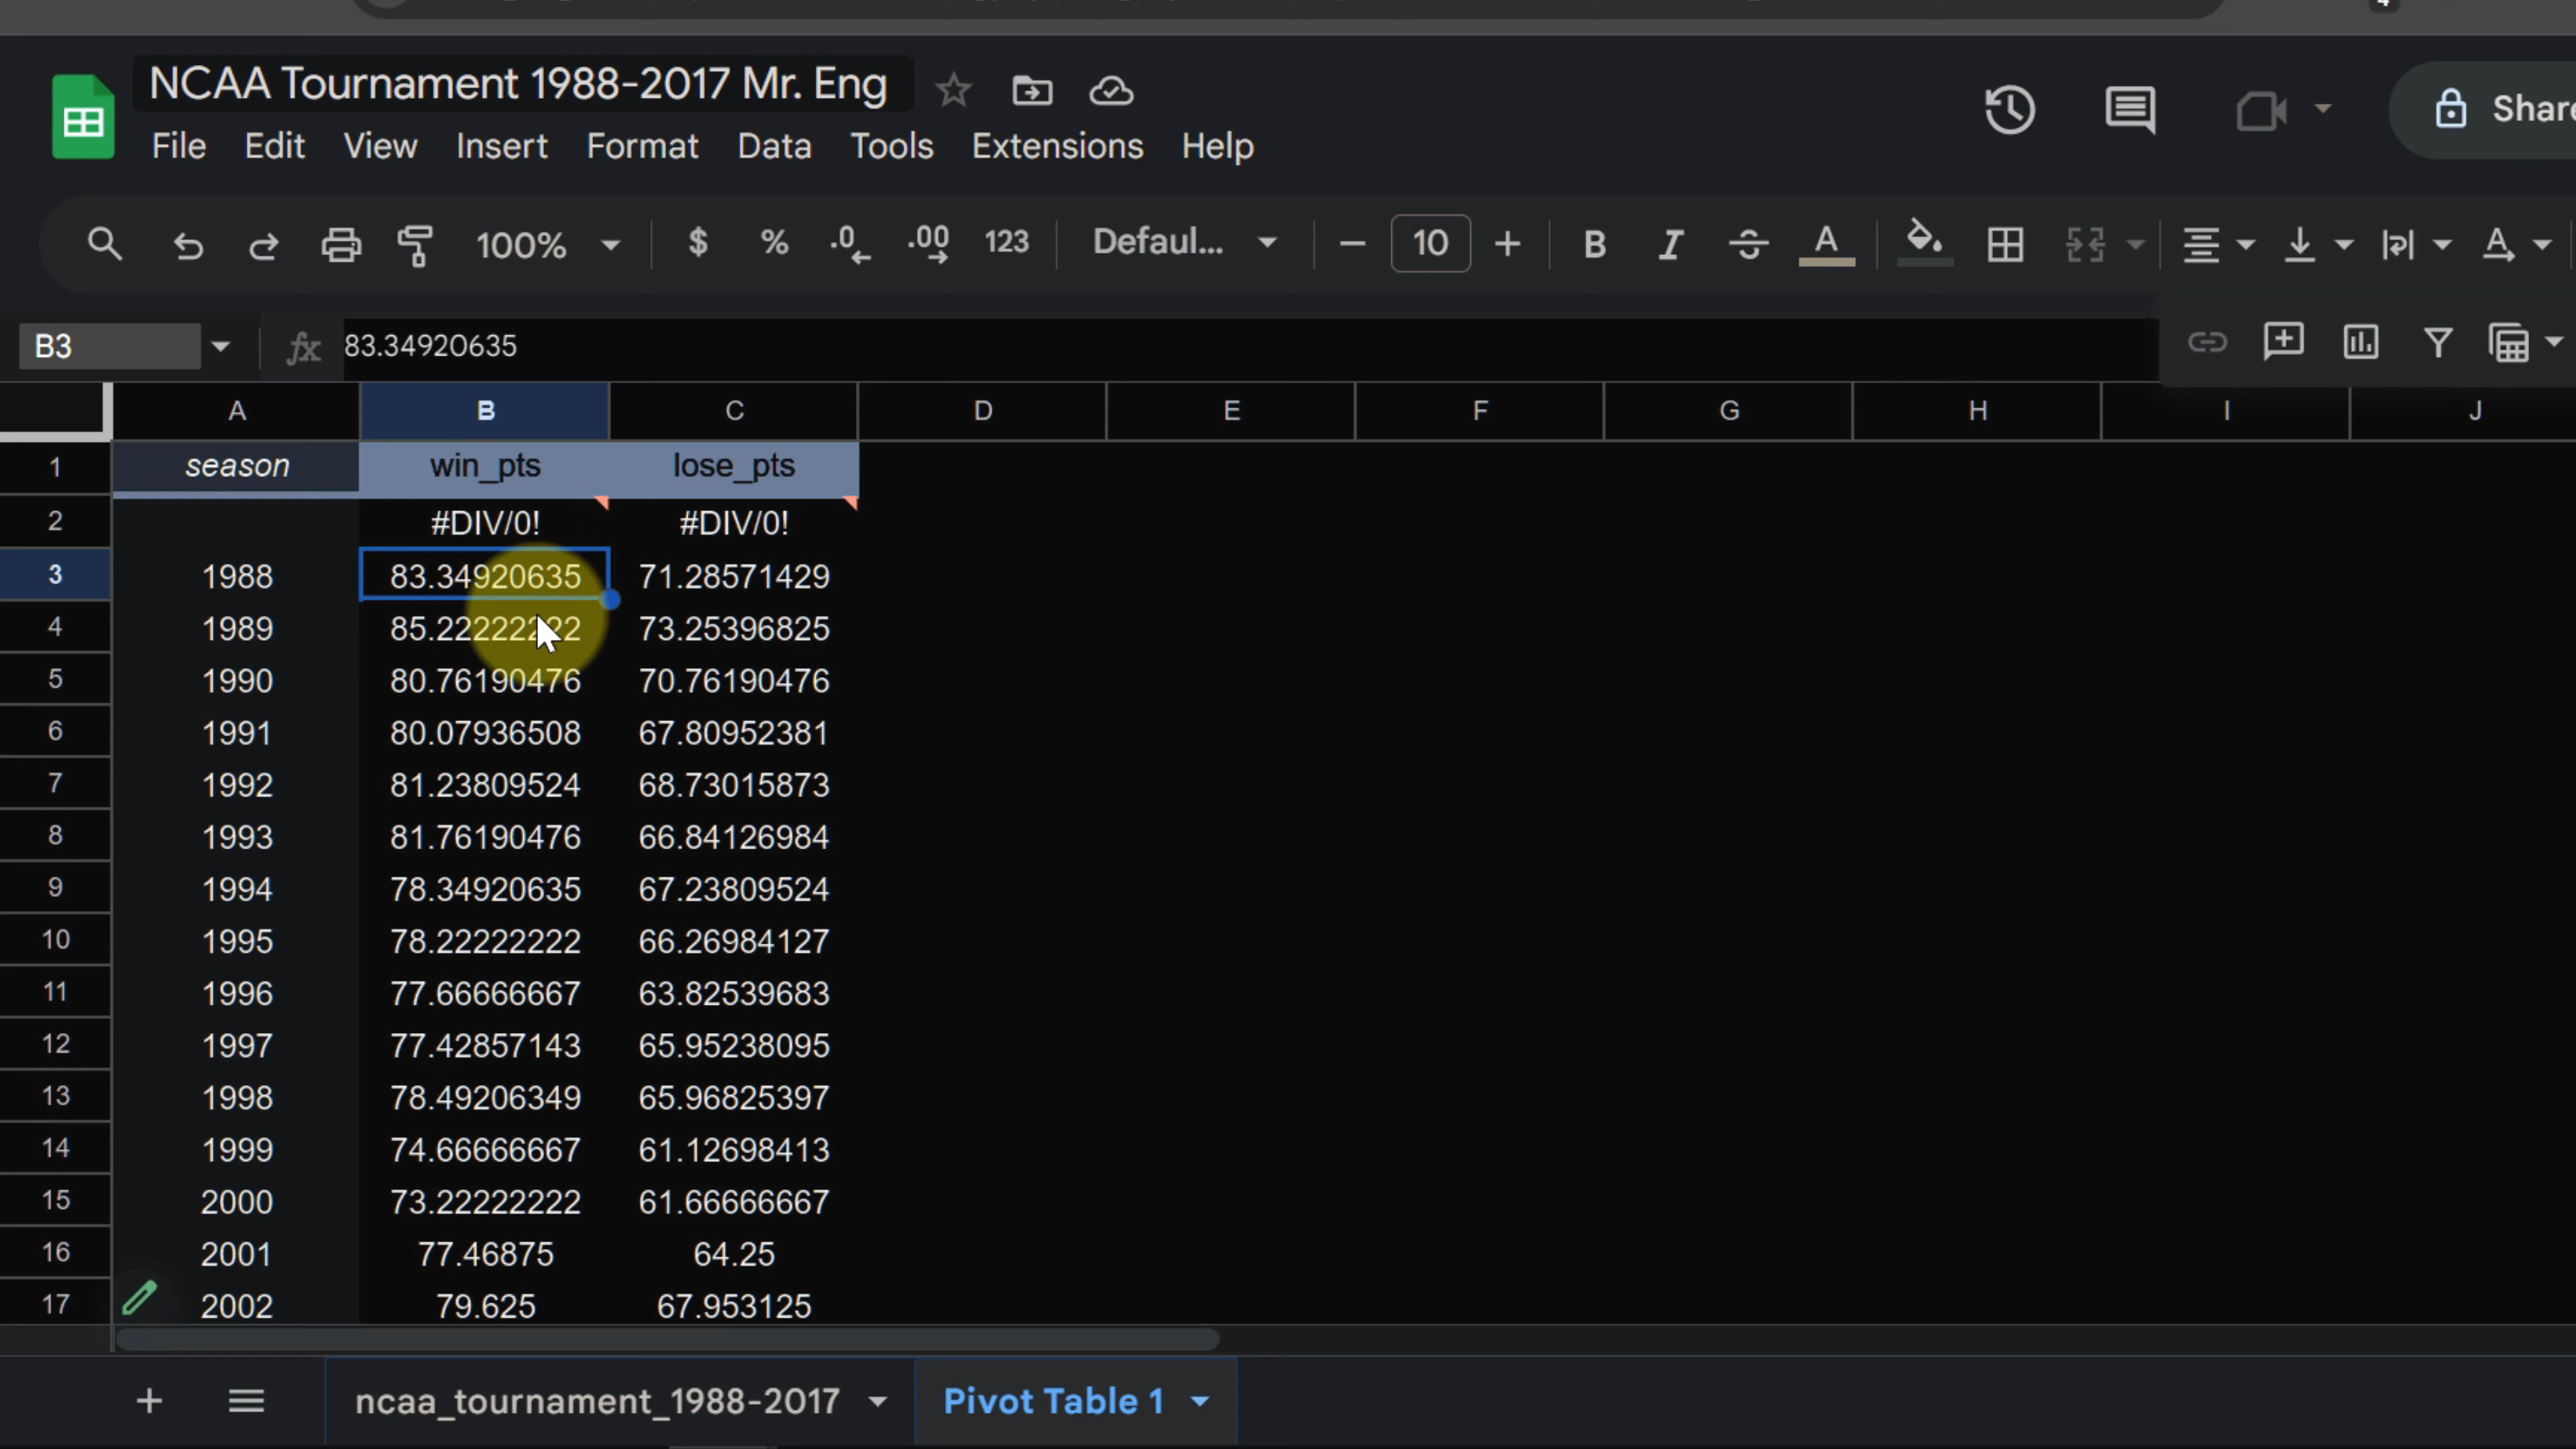 NCAA Tournament 1988-2017 Mr. Eng
File Edit View Insert Format Data Tools Extensions Help
Share
100% $ % .0 .00 123 Defaul... 10 B I A
B3 fx 83.34920635
A B C D E F G H I J
1 season win_pts lose_pts
2 #DIV/0! #DIV/0!
3 1988 83.34920635 71.28571429
4 1989 85.22222222 73.25396825
5 1990 80.76190476 70.76190476
6 1991 80.07936508 67.80952381
7 1992 81.23809524 68.73015873
8 1993 81.76190476 66.84126984
9 1994 78.34920635 67.23809524
10 1995 78.22222222 66.26984127
11 1996 77.66666667 63.82539683
12 1997 77.42857143 65.95238095
13 1998 78.49206349 65.96825397
14 1999 74.66666667 61.12698413
15 2000 73.22222222 61.66666667
16 2001 77.46875 64.25
17 2002 79.625 67.953125
ncaa_tournament_1988-2017 Pivot Table 1